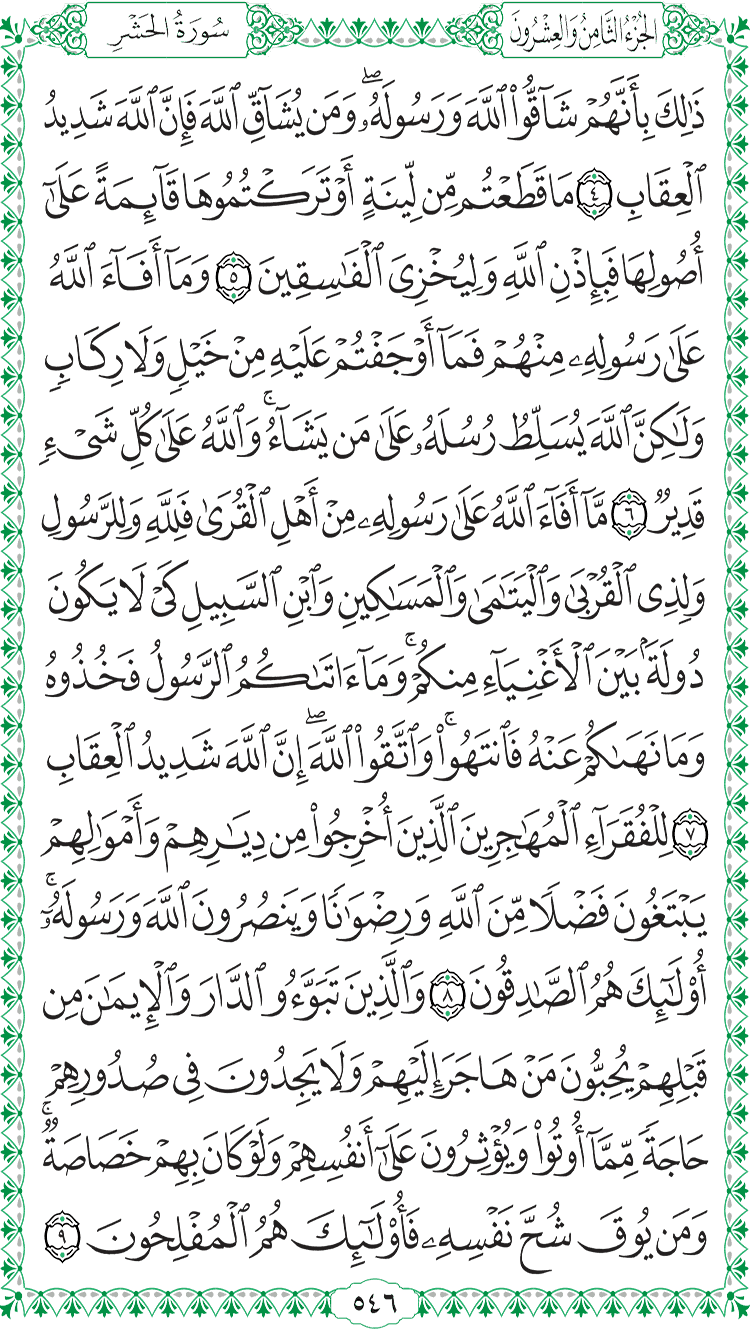 الجُزْءُ الثَّامِنُ وَالعِشْرُونَ
سُورَةُ الحَشْرِ
ذَٰلِكَ بِأَنَّهُمۡ شَآقُّواْ ٱللَّهَ وَرَسُولَهُۥۖ وَمَن يُشَآقِّ ٱللَّهَ فَإِنَّ ٱللَّهَ شَدِيدُ
ٱلۡعِقَابِ ٤ مَا قَطَعۡتُم مِّن لِّينَةٍ أَوۡ تَرَكۡتُمُوهَا قَآئِمَةً عَلَىٰٓ
أُصُولِهَا فَبِإِذۡنِ ٱللَّهِ وَلِيُخۡزِيَ ٱلۡفَٰسِقِينَ ٥ وَمَآ أَفَآءَ ٱللَّهُ
عَلَىٰ رَسُولِهِۦ مِنۡهُمۡ فَمَآ أَوۡجَفۡتُمۡ عَلَيۡهِ مِنۡ خَيۡلٖ وَلَا رِكَابٖ
وَلَٰكِنَّ ٱللَّهَ يُسَلِّطُ رُسُلَهُۥ عَلَىٰ مَن يَشَآءُۚ وَٱللَّهُ عَلَىٰ كُلِّ شَيۡءٖ
قَدِيرٞ ٦ مَّآ أَفَآءَ ٱللَّهُ عَلَىٰ رَسُولِهِۦ مِنۡ أَهۡلِ ٱلۡقُرَىٰ فَلِلَّهِ وَلِلرَّسُولِ
وَلِذِي ٱلۡقُرۡبَىٰ وَٱلۡيَتَٰمَىٰ وَٱلۡمَسَٰكِينِ وَٱبۡنِ ٱلسَّبِيلِ كَيۡ لَا يَكُونَ
دُولَةَۢ بَيۡنَ ٱلۡأَغۡنِيَآءِ مِنكُمۡۚ وَمَآ ءَاتَىٰكُمُ ٱلرَّسُولُ فَخُذُوهُ
وَمَا نَهَىٰكُمۡ عَنۡهُ فَٱنتَهُواْۚ وَٱتَّقُواْ ٱللَّهَۖ إِنَّ ٱللَّهَ شَدِيدُ ٱلۡعِقَابِ
٧ لِلۡفُقَرَآءِ ٱلۡمُهَٰجِرِينَ ٱلَّذِينَ أُخۡرِجُواْ مِن دِيَٰرِهِمۡ وَأَمۡوَٰلِهِمۡ
يَبۡتَغُونَ فَضۡلٗا مِّنَ ٱللَّهِ وَرِضۡوَٰنٗا وَيَنصُرُونَ ٱللَّهَ وَرَسُولَهُۥٓۚ
أُوْلَٰٓئِكَ هُمُ ٱلصَّٰدِقُونَ ٨ وَٱلَّذِينَ تَبَوَّءُو ٱلدَّارَ وَٱلۡإِيمَٰنَ مِن
قَبۡلِهِمۡ يُحِبُّونَ مَنۡ هَاجَرَ إِلَيۡهِمۡ وَلَا يَجِدُونَ فِي صُدُورِهِمۡ
حَاجَةٗ مِّمَّآ أُوتُواْ وَيُؤۡثِرُونَ عَلَىٰٓ أَنفُسِهِمۡ وَلَوۡ كَانَ بِهِمۡ خَصَاصَةٞۚ
وَمَن يُوقَ شُحَّ نَفۡسِهِۦ فَأُوْلَٰٓئِكَ هُمُ ٱلۡمُفۡلِحُونَ ٩
٥٤٦